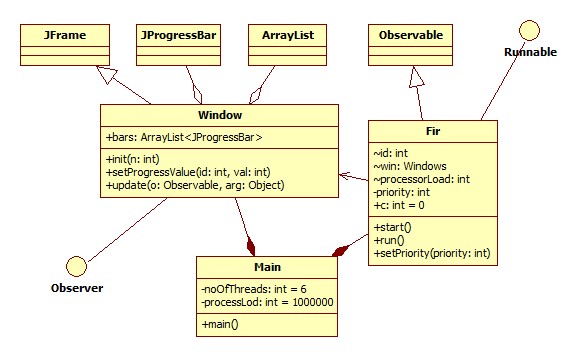 JFrame
JProgressBar
ArrayList
Observable
Runnable
Window
+bars: ArrayList<JProgressBar>
+init(n: int)
+setProgressValue(id: int, val: int)
+update(o: Observable, arg: Object)
Fir
~id: int
~win: Windows
~processorLoad: int
-priority: int
+c: int = 0
+start()
+run()
+setPriority(priority: int)
Observer
Main
-noOfThreads: int = 6
-processLod: int = 1000000
+main()